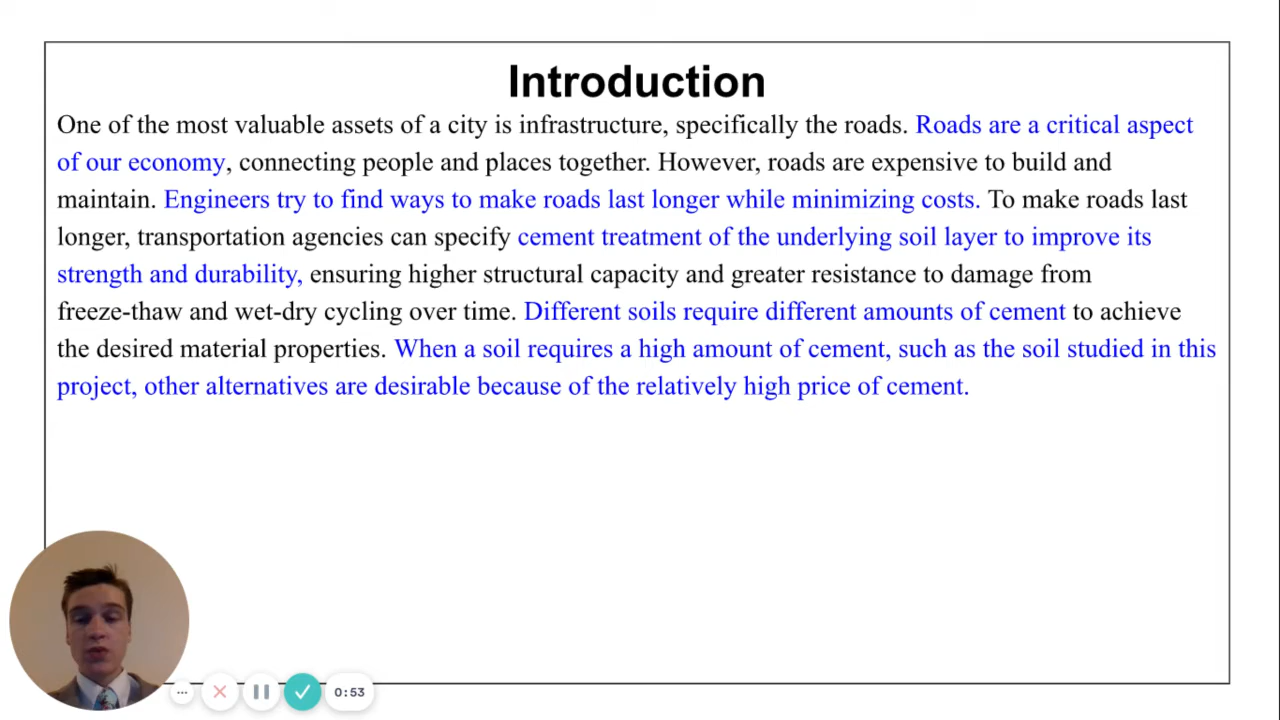 Introduction
One of the most valuable assets of a city is infrastructure, specifically the roads. Roads are a critical aspect
of our economy, connecting people and places together. However, roads are expensive to build and
maintain. Engineers try to find ways to make roads last longer while minimizing costs. To make roads last
longer, transportation agencies can specify cement treatment of the underlying soil layer to improve its
strength and durability, ensuring higher structural capacity and greater resistance to damage from
freeze-thaw and wet-dry cycling over time. Different soils require different amounts of cement to achieve
the desired material properties. When a soil requires a high amount of cement, such as the soil studied in this
project, other alternatives are desirable because of the relatively high price of cement.
0:53